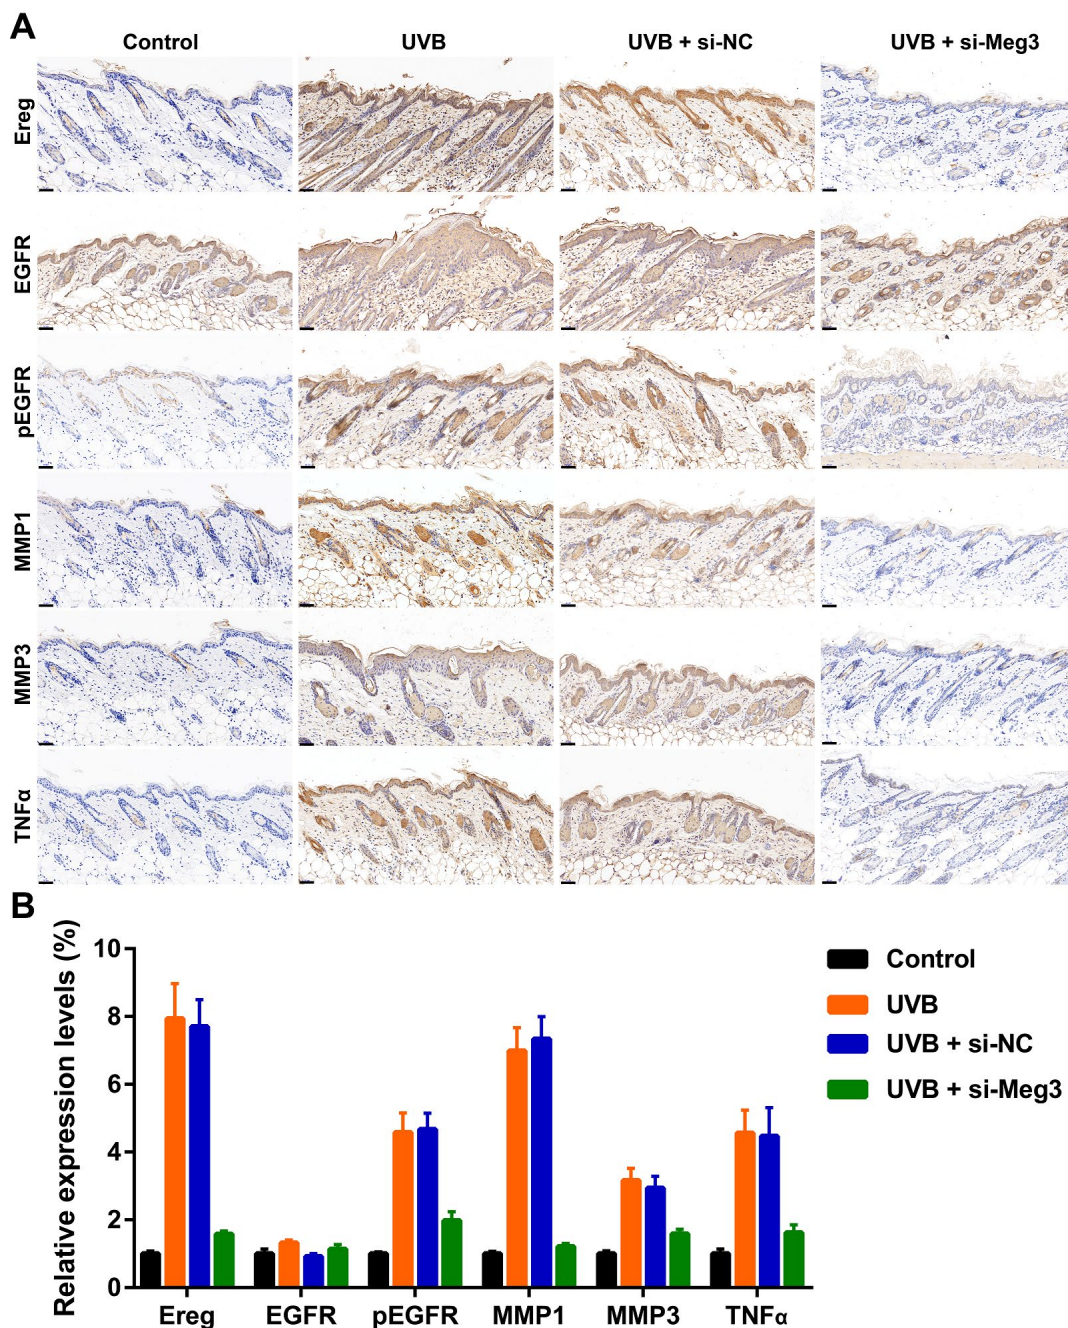 A
Control UVB UVB + si-NC UVB + si-Meg3
Ereg
EGFR
pEGFR
MMP1
MMP3
TNFα
B
Relative expression levels (%)
10
8
6
4
2
0
Ereg EGFR pEGFR MMP1 MMP3 TNFα
Control
UVB
UVB + si-NC
UVB + si-Meg3